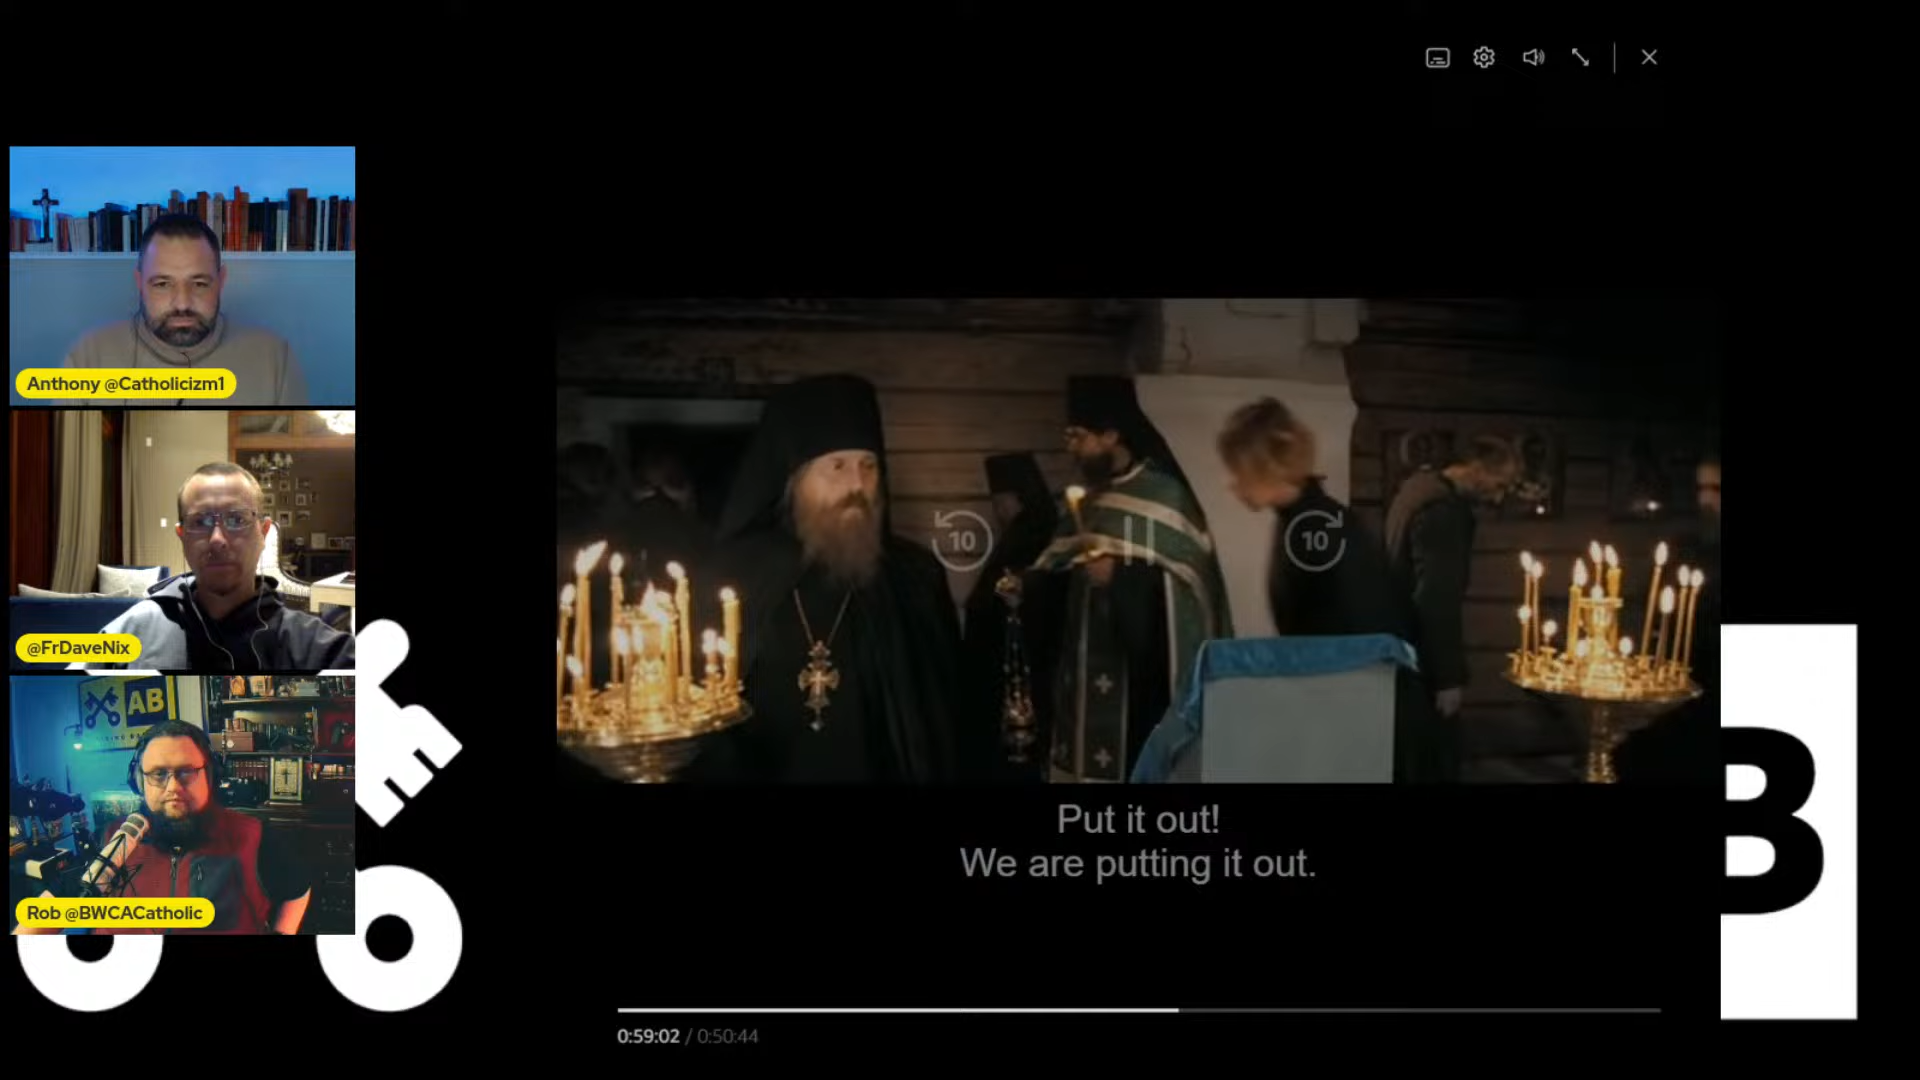 Anthony @Catholicizm1
@FrDaveNix
AB
Rob @BWCACatholic
10
10
Put it out!
We are putting it out.
B
0:59:02 / 0:50:44